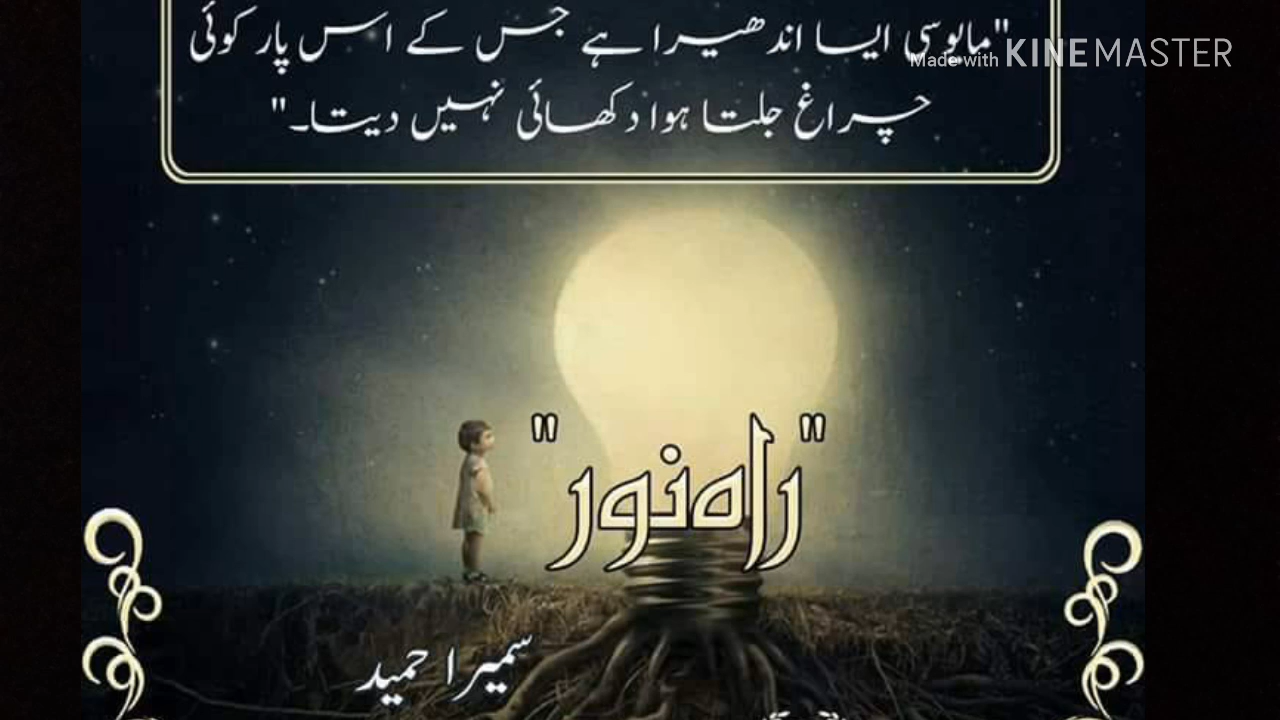 "مایوسی ایسا اندھیرا ہے جس کے اس پار کوئی
Made with KINEMASTER
چراغ جلتا ہوا دکھائی نہیں دیتا۔"
"راہ نور"
سمیرا حمید